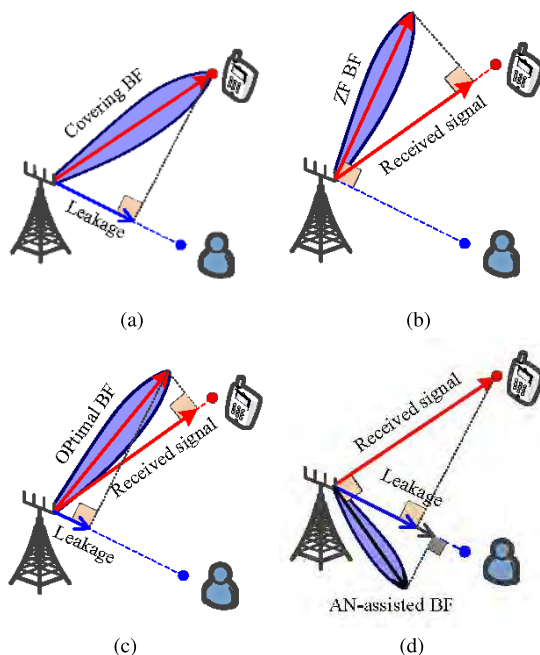 Covering BF
Leakage
(a)
ZF BF
Received signal
(b)
OPtimal BF
Received signal
Leakage
(c)
Received signal
Leakage
AN-assisted BF
(d)